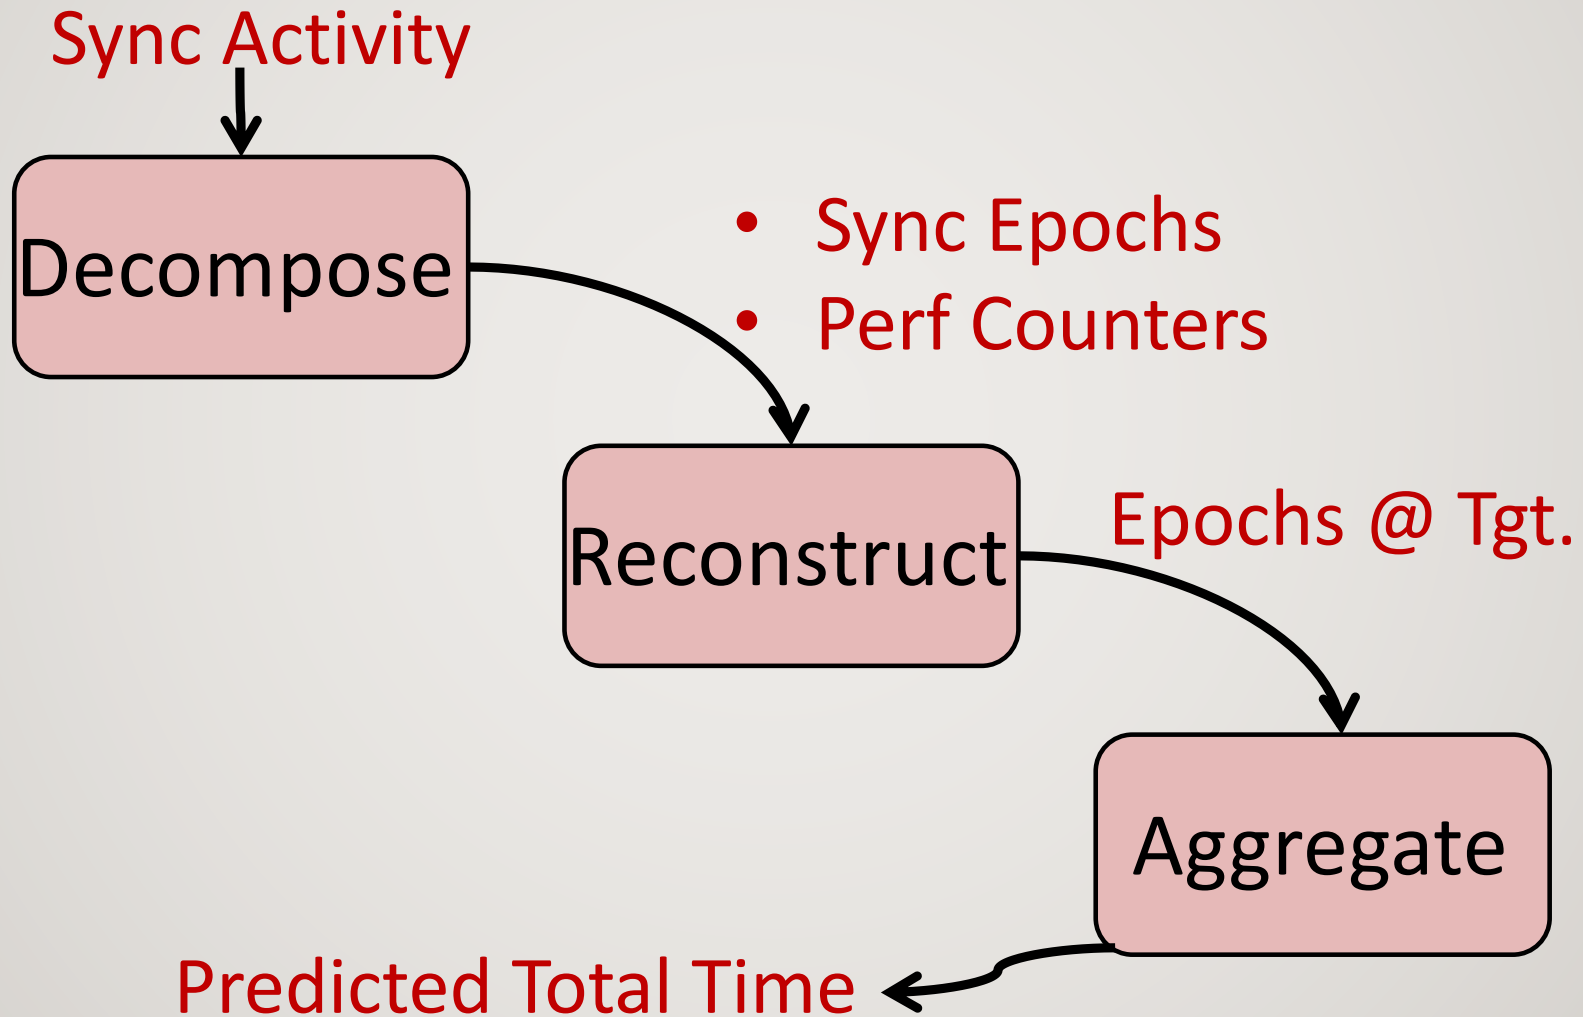 Sync Activity
Decompose
• Sync Epochs
• Perf Counters
Reconstruct
Epochs @ Tgt.
Aggregate
Predicted Total Time